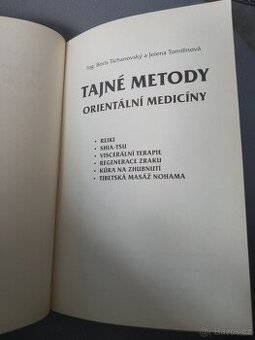 Ing. Boris Tichanovský a Jelena Tomilinová
TAJNÉ METODY
ORIENTÁLNÍ MEDICÍNY
• REIKI
• SHIA-TSU
• VISCERÁLNÍ TERAPIE
• REGENERACE ZRAKU
• KÚRA NA ZHUBNUTÍ
• TIBETSKÁ MASÁŽ NOHAMA